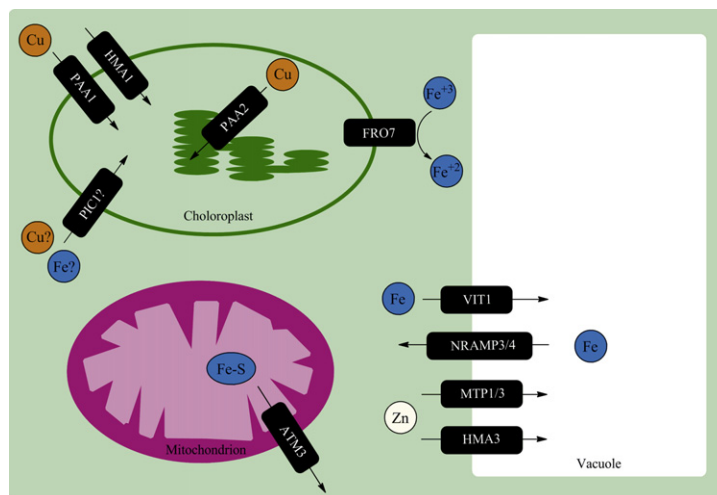 Cu
PAA1
HMA1
Cu
PAA2
FRO7
Fe+3
Fe+2
PIC1?
Cu?
Fe?
Choloroplast
Fe
VIT1
NRAMP3/4
Fe
Fe-S
MTP1/3
Zn
HMA3
ATM3
Mitochondrion
Vacuole